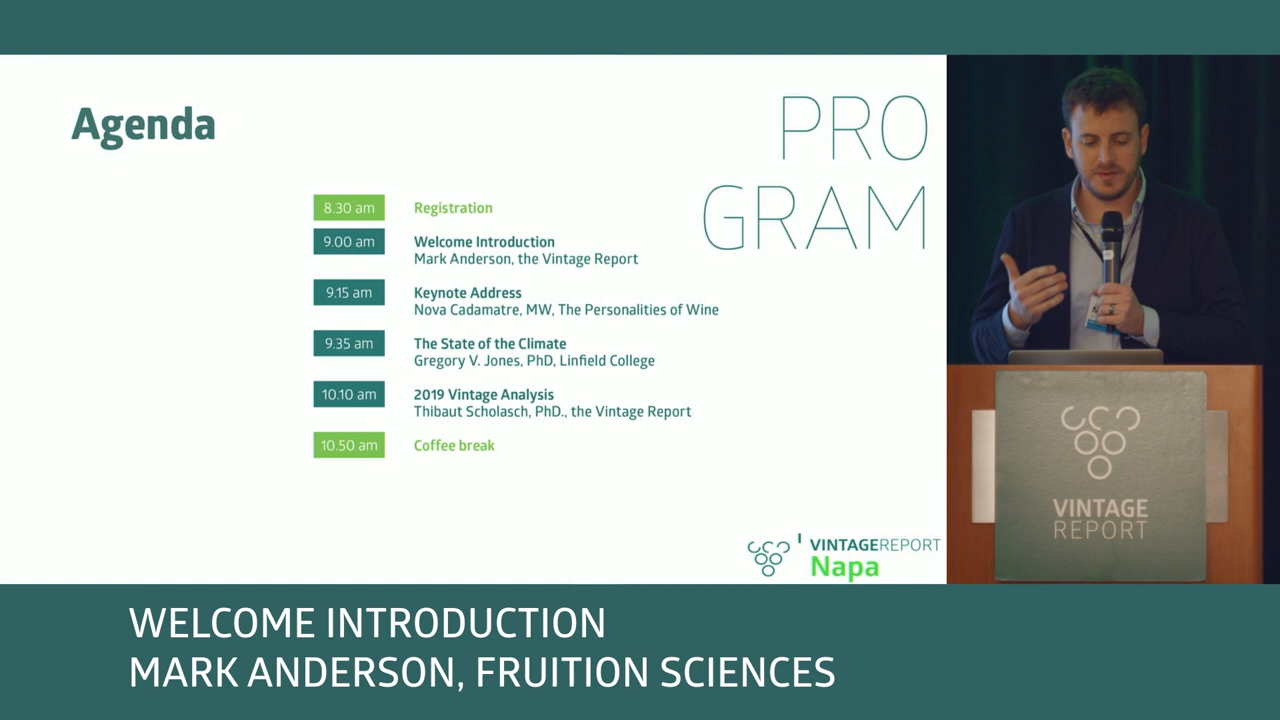 Agenda
PRO
GRAM
8.30 am Registration
9.00 am Welcome Introduction
Mark Anderson, the Vintage Report
9.15 am Keynote Address
Nova Cadamatre, MW, The Personalities of Wine
9.35 am The State of the Climate
Gregory V. Jones, PhD, Linfield College
10.10 am 2019 Vintage Analysis
Thibaut Scholasch, PhD., the Vintage Report
10.50 am Coffee break
VINTAGEREPORT
Napa
VINTAGE
REPORT
WELCOME INTRODUCTION
MARK ANDERSON, FRUITION SCIENCES